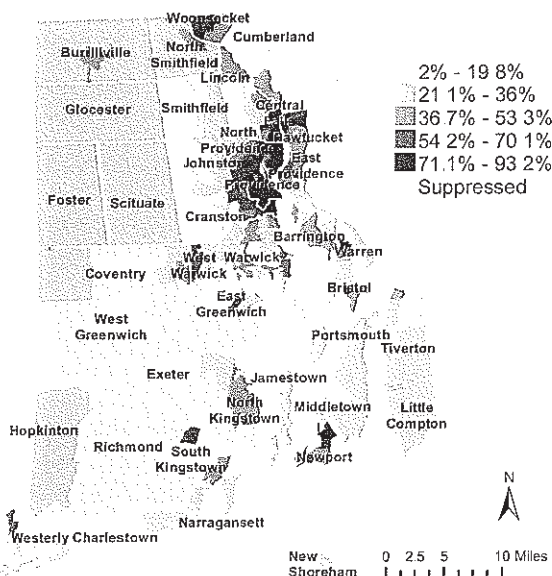 Woonsocket
Cumberland
Burillville
North
Smithfield
Lincoln
Glocester
Smithfield
Central
Falls
North
Providence
Pawtucket
Johnston
East
Providence
Providence
Foster
Scituate
Cranston
Barrington
Warren
Coventry
West
Warwick
Warwick
Bristol
East
Greenwich
West
Greenwich
Portsmouth
Tiverton
Exeter
Jamestown
North
Kingstown
Middletown
Little
Compton
Hopkinton
Richmond
South
Kingstown
Newport
Narragansett
Westerly Charlestown
New
Shoreham
2% - 19 8%
21 1% - 36%
36.7% - 53 3%
54 2% - 70 1%
71.1% - 93 2%
Suppressed
N
0 2.5 5 10 Miles